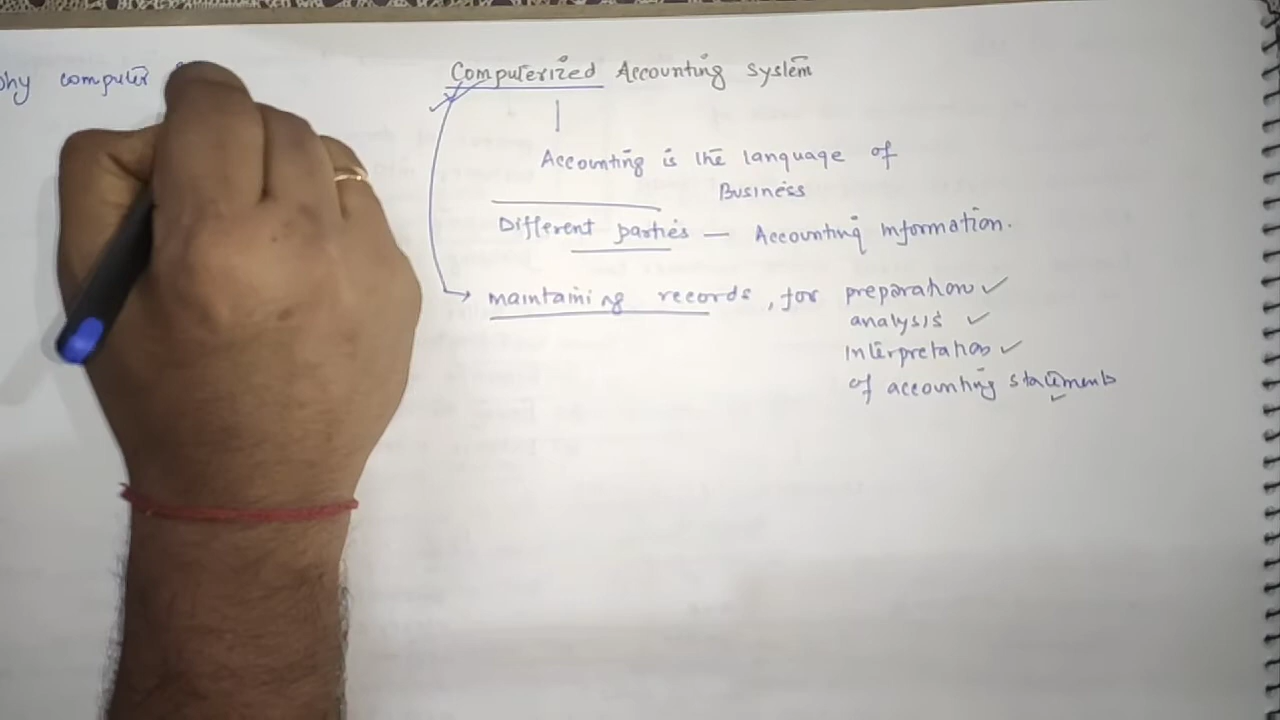 why computer
Computerized Accounting system
Accounting is the language of
Business
Different parties — Accounting Information.
maintaining records, for preparation ✓
analysis ✓
Interpretation ✓
of accounting statements